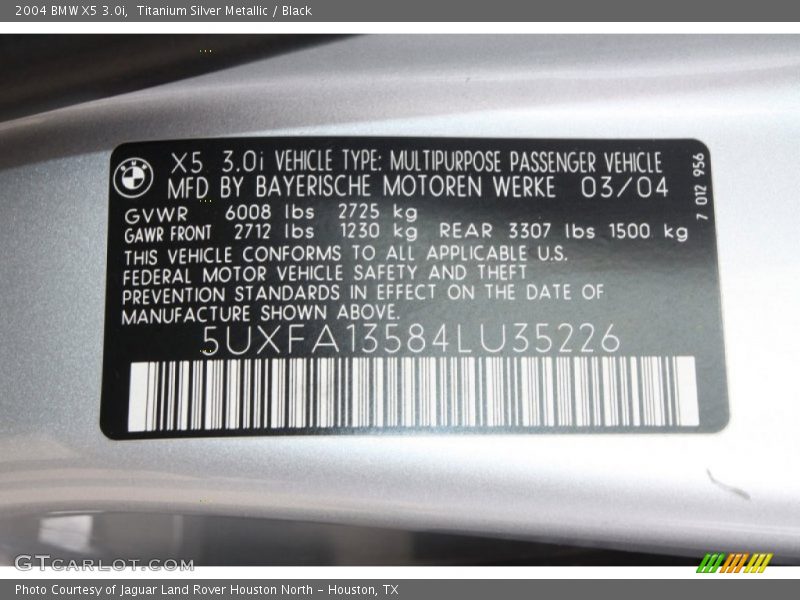 2004 BMW X5 3.0i,  Titanium Silver Metallic / Black
X5 3.0i VEHICLE TYPE: MULTIPURPOSE PASSENGER VEHICLE
MFD BY BAYERISCHE MOTOREN WERKE 03/04
7 012 956
GVWR 6008 lbs 2725 kg
GAWR FRONT 2712 lbs 1230 kg REAR 3307 lbs 1500 kg
THIS VEHICLE CONFORMS TO ALL APPLICABLE U.S.
FEDERAL MOTOR VEHICLE SAFETY AND THEFT
PREVENTION STANDARDS IN EFFECT ON THE DATE OF
MANUFACTURE SHOWN ABOVE.
5UXFA13584LU35226
GTCARLOT.COM
Photo Courtesy of Jaguar Land Rover Houston North - Houston, TX